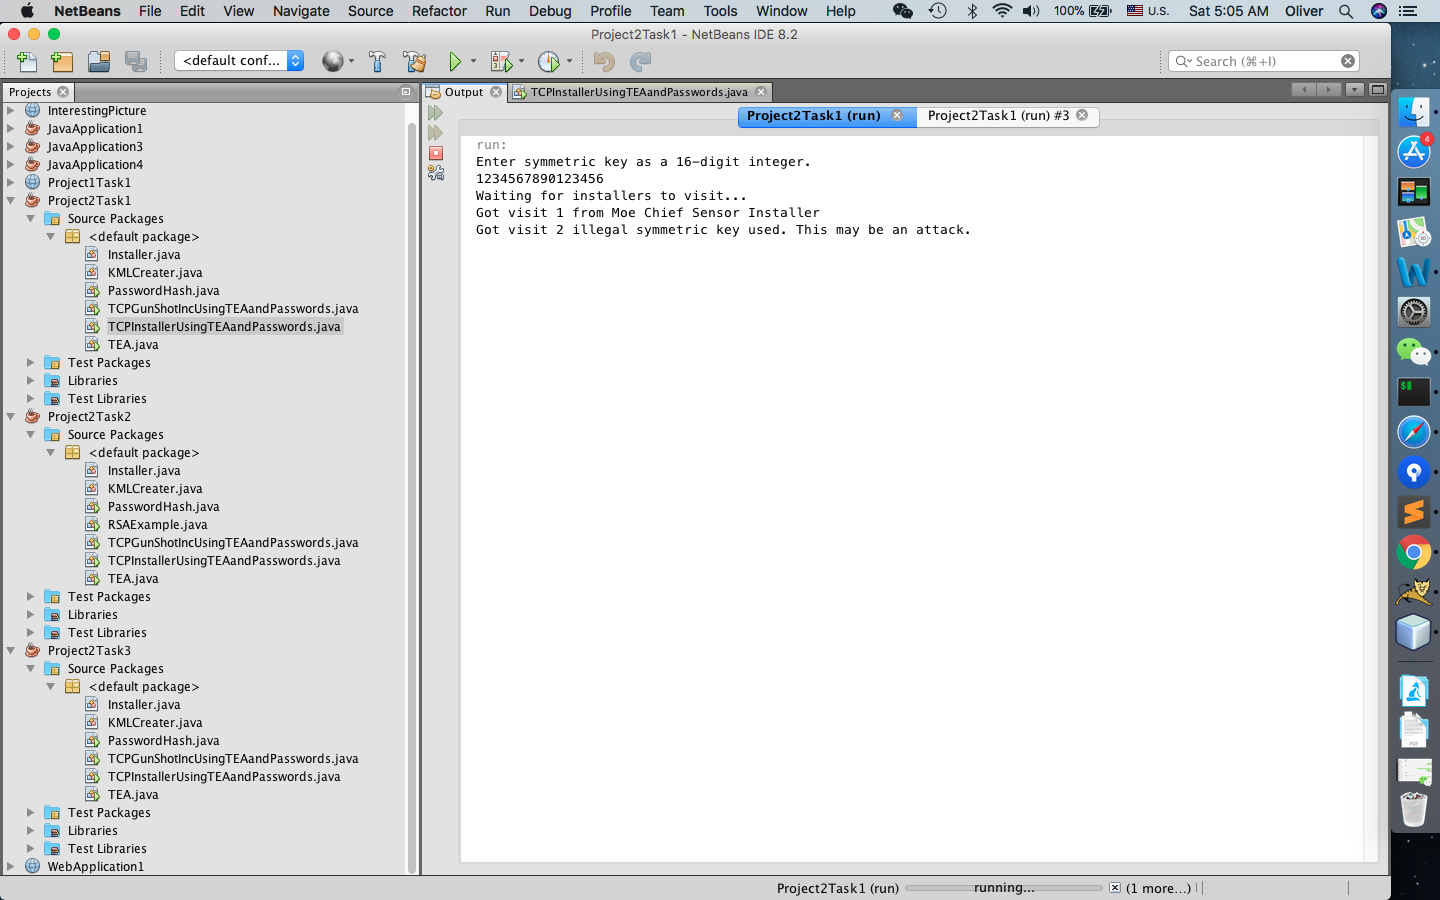 NetBeans File Edit View Navigate Source Refactor Run Debug Profile Team Tools Window Help 100% U.S. Sat 5:05 AM Oliver
Project2Task1 - NetBeans IDE 8.2
<default conf...
Search (⌘+I)
Projects
InterestingPicture
JavaApplication1
JavaApplication3
JavaApplication4
Project1Task1
Project2Task1
Source Packages
<default package>
Installer.java
KMLCreater.java
PasswordHash.java
TCPGunShotIncUsingTEAandPasswords.java
TCPInstallerUsingTEAandPasswords.java
TEA.java
Test Packages
Libraries
Test Libraries
Project2Task2
Source Packages
<default package>
Installer.java
KMLCreater.java
PasswordHash.java
RSAExample.java
TCPGunShotIncUsingTEAandPasswords.java
TCPInstallerUsingTEAandPasswords.java
TEA.java
Test Packages
Libraries
Test Libraries
Project2Task3
Source Packages
<default package>
Installer.java
KMLCreater.java
PasswordHash.java
TCPGunShotIncUsingTEAandPasswords.java
TCPInstallerUsingTEAandPasswords.java
TEA.java
Test Packages
Libraries
Test Libraries
WebApplication1
Output TCPInstallerUsingTEAandPasswords.java
Project2Task1 (run) Project2Task1 (run) #3
run:
Enter symmetric key as a 16-digit integer.
1234567890123456
Waiting for installers to visit...
Got visit 1 from Moe Chief Sensor Installer
Got visit 2 illegal symmetric key used. This may be an attack.
Project2Task1 (run) running... (1 more...)
4
PDF